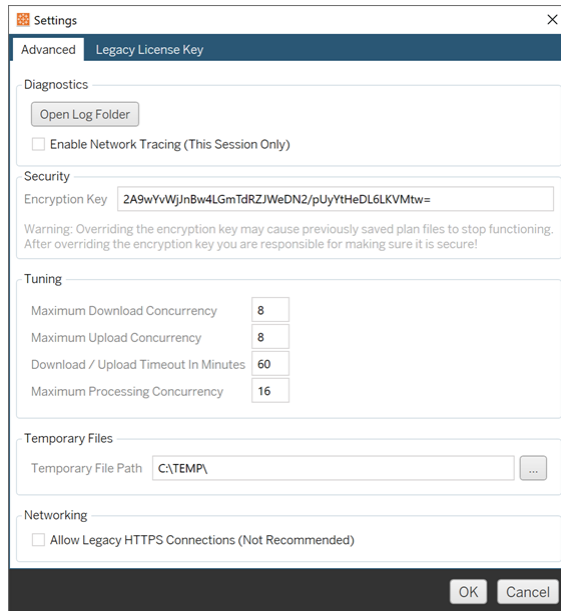 Settings
Advanced
Legacy License Key
Diagnostics
Open Log Folder
Enable Network Tracing (This Session Only)
Security
Encryption Key
2A9wYvWjJnBw4LGmTdRZJWeDN2/pUyYtHeDL6LKVMtw=
Warning: Overriding the encryption key may cause previously saved plan files to stop functioning.
After overriding the encryption key you are responsible for making sure it is secure!
Tuning
Maximum Download Concurrency 8
Maximum Upload Concurrency 8
Download / Upload Timeout In Minutes 60
Maximum Processing Concurrency 16
Temporary Files
Temporary File Path C:\TEMP\ ...
Networking
Allow Legacy HTTPS Connections (Not Recommended)
OK Cancel